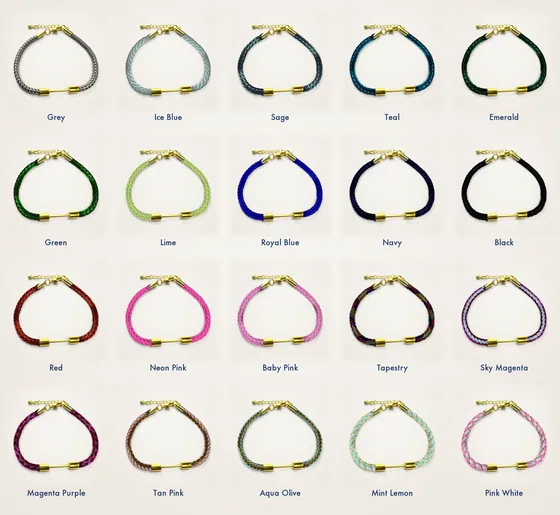 Grey
Ice Blue
Sage
Teal
Emerald
Green
Lime
Royal Blue
Navy
Black
Red
Neon Pink
Baby Pink
Tapestry
Sky Magenta
Magenta Purple
Tan Pink
Aqua Olive
Mint Lemon
Pink White